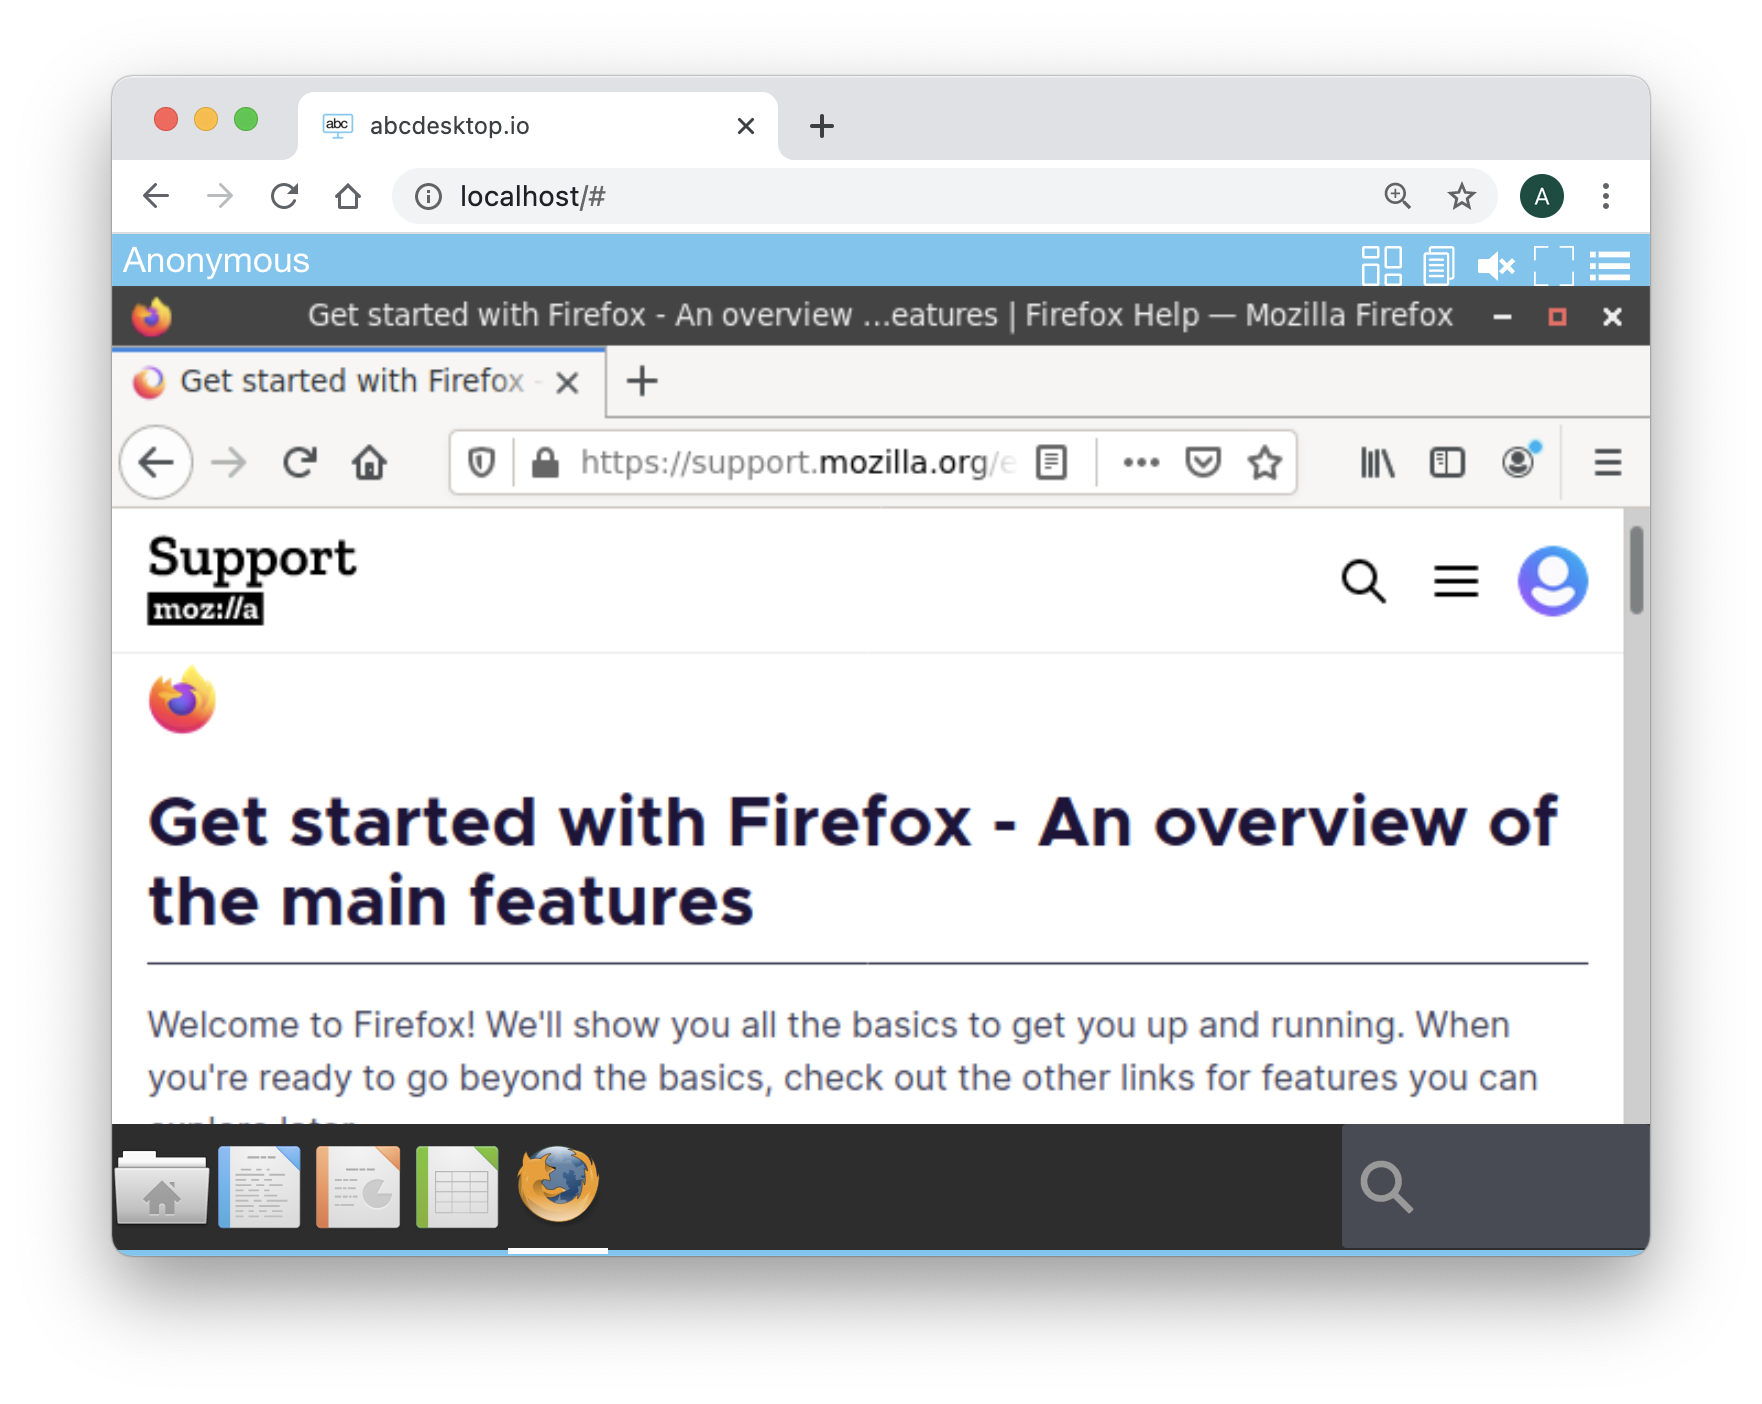 abc
abcdesktop.io
localhost/#
A
Anonymous
Get started with Firefox - An overview ...eatures | Firefox Help — Mozilla Firefox
Get started with Firefox -
https://support.mozilla.org/e
Support
moz://a
Get started with Firefox - An overview of
the main features
Welcome to Firefox! We'll show you all the basics to get you up and running. When
you're ready to go beyond the basics, check out the other links for features you can
explore later.